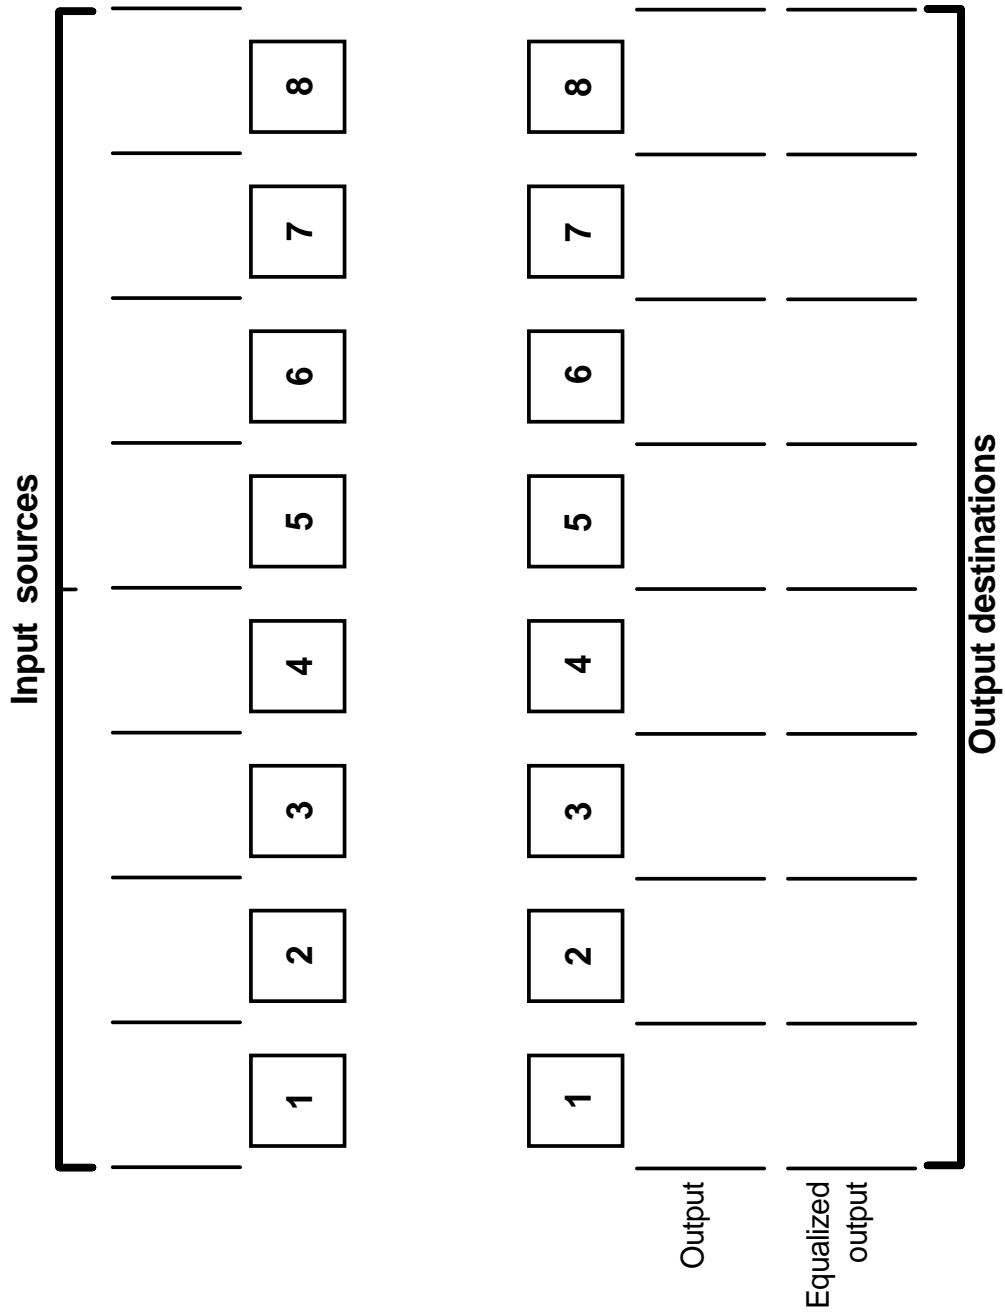 Input sources
1 2 3 4 5 6 7 8
1 2 3 4 5 6 7 8
Output
Equalized
output
Output destinations